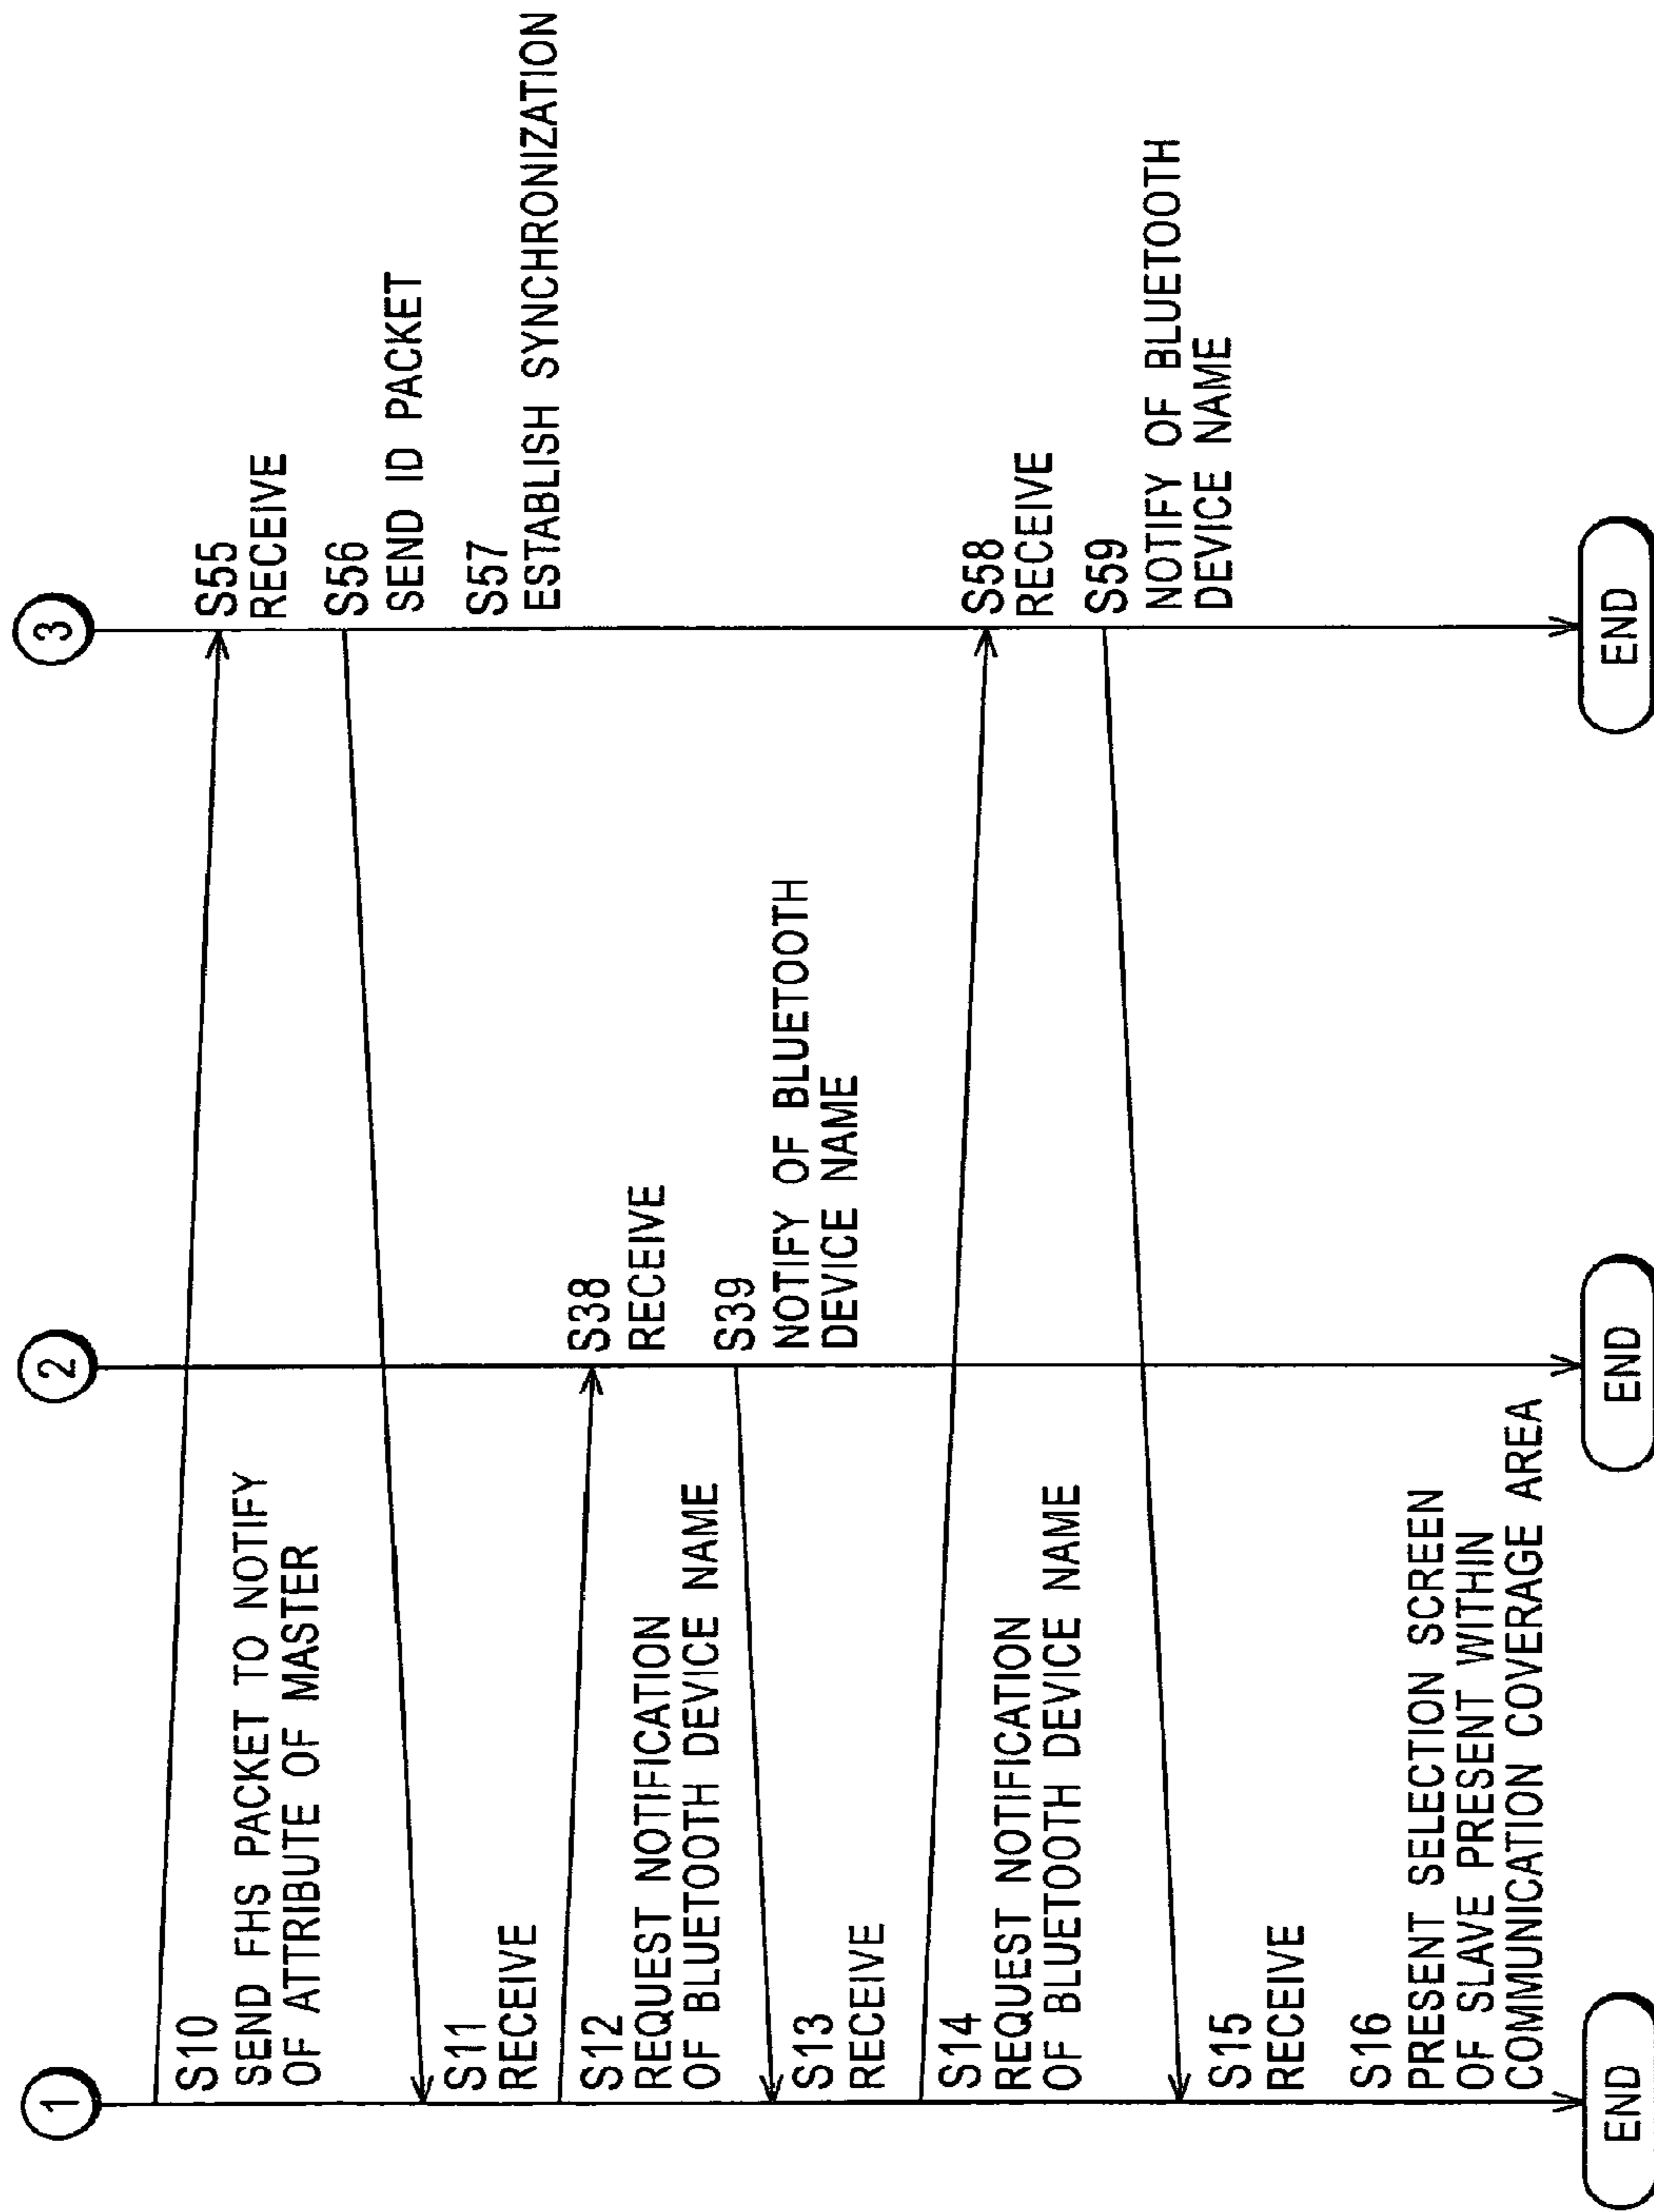 1
S10
SEND FHS PACKET TO NOTIFY
OF ATTRIBUTE OF MASTER
S11
RECEIVE
S12
REQUEST NOTIFICATION
OF BLUETOOTH DEVICE NAME
S13
RECEIVE
S14
REQUEST NOTIFICATION
OF BLUETOOTH DEVICE NAME
S15
RECEIVE
S16
PRESENT SELECTION SCREEN
OF SLAVE PRESENT WITHIN
COMMUNICATION COVERAGE AREA
END
2
S38
RECEIVE
S39
NOTIFY OF BLUETOOTH
DEVICE NAME
END
3
S55
RECEIVE
S56
SEND ID PACKET
S57
ESTABLISH SYNCHRONIZATION
S58
RECEIVE
S59
NOTIFY OF BLUETOOTH
DEVICE NAME
END